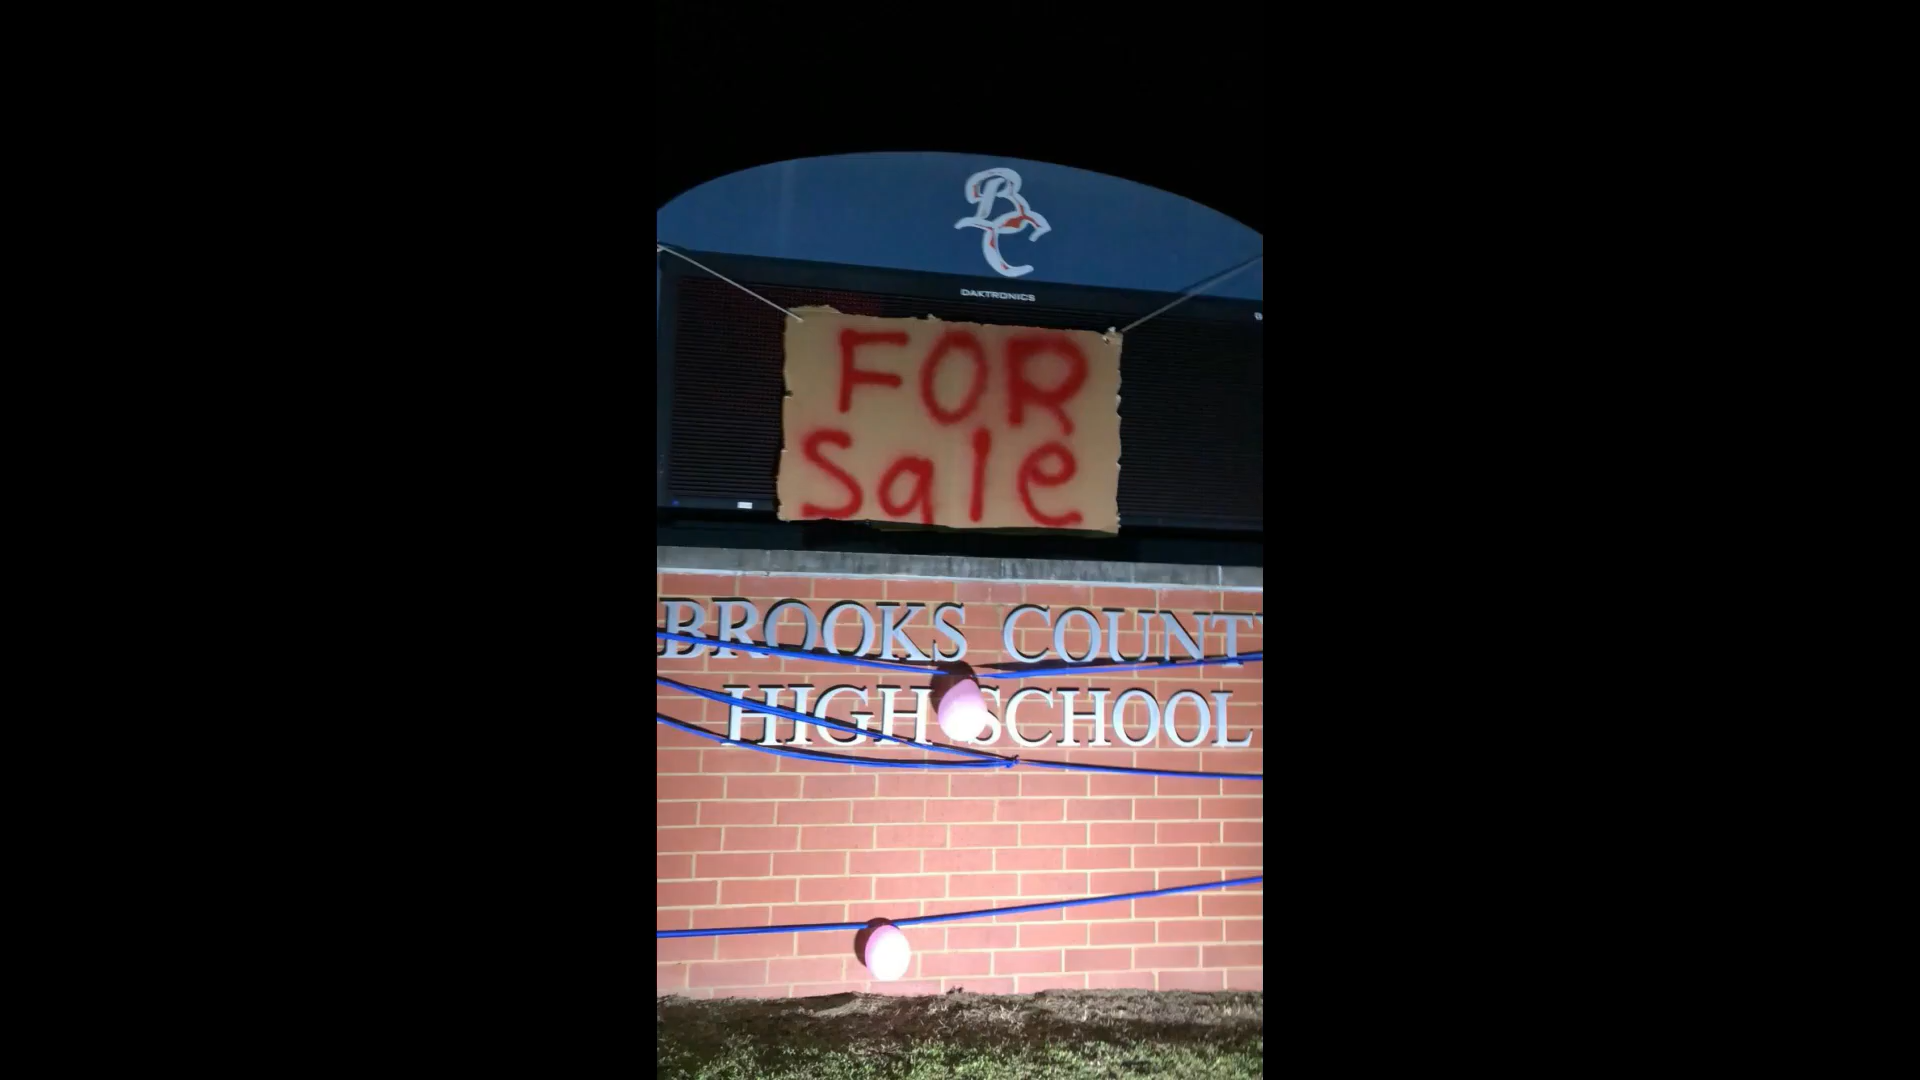 BC
DAKTRONICS
FOR
Sale
BROOKS COUNT
HIGH SCHOOL